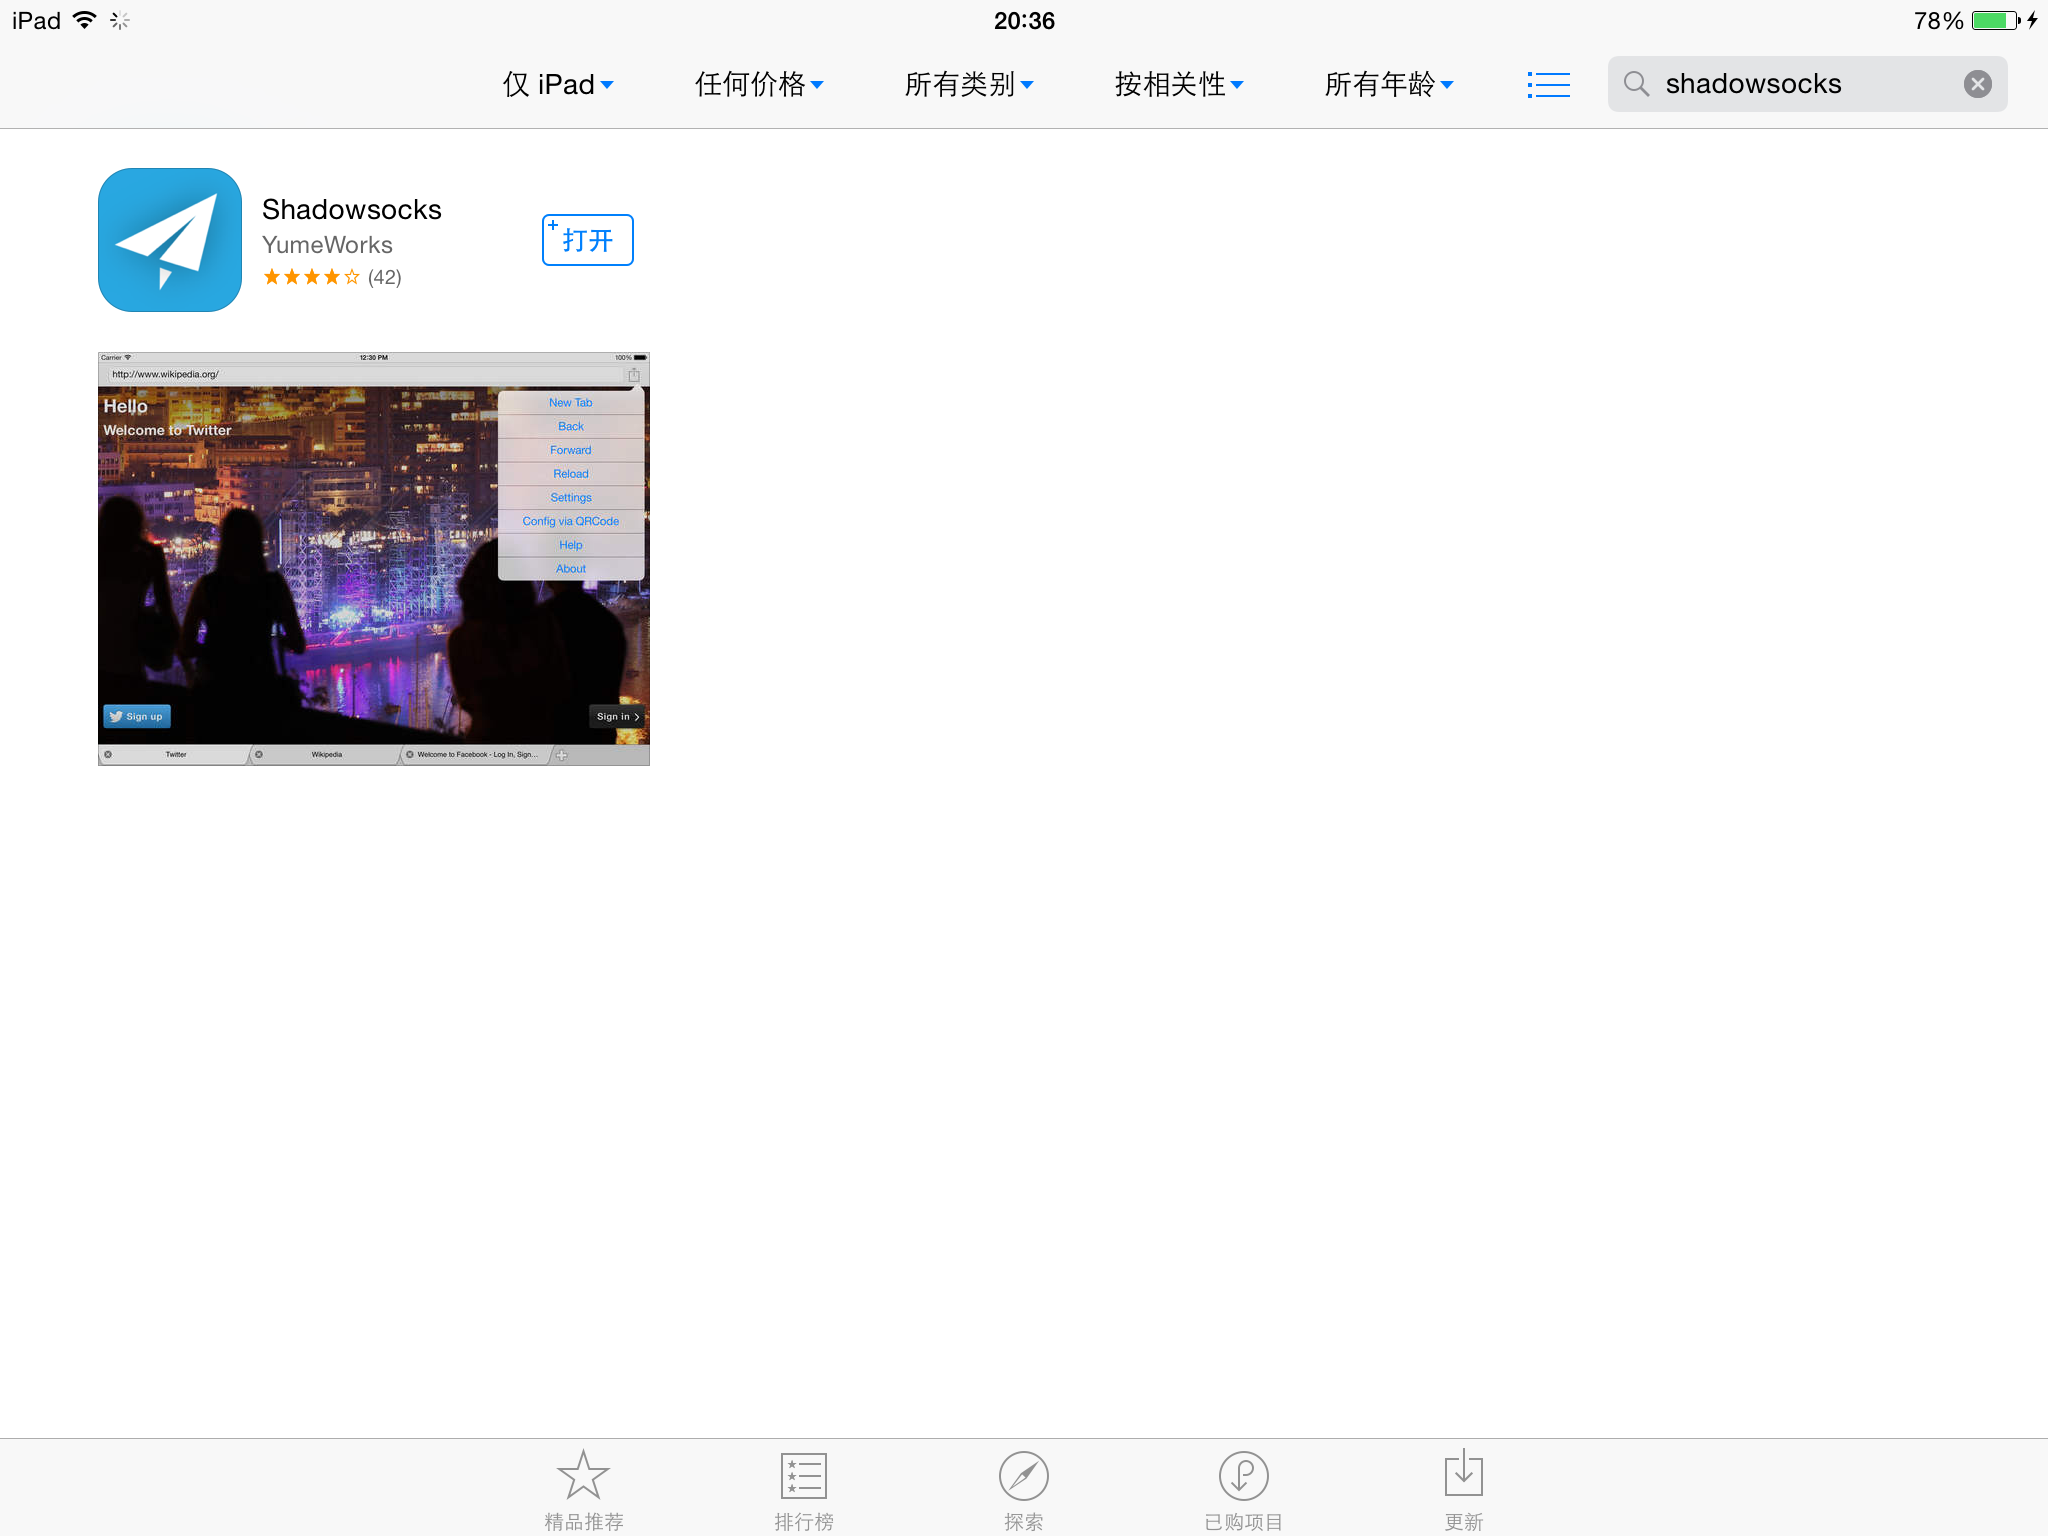 iPad 20:36 78%
仅 iPad 任何价格 所有类别 按相关性 所有年龄 shadowsocks
Shadowsocks
YumeWorks
(42)
+打开
Carrier 12:30 PM 100%
http://www.wikipedia.org/
Hello
Welcome to Twitter
New Tab
Back
Forward
Reload
Settings
Config via QRCode
Help
About
Sign up
Sign in
Twitter Wikipedia Welcome to Facebook - Log In, Sign...
精品推荐 排行榜 探索 已购项目 更新